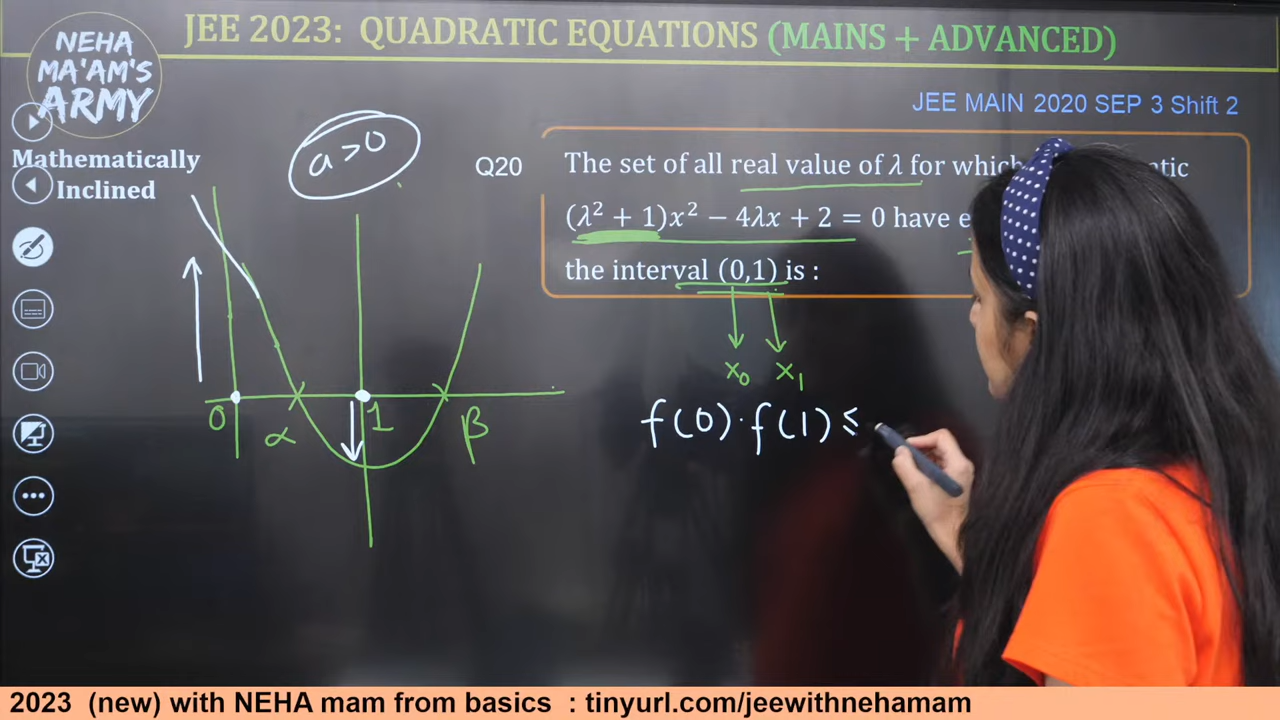 JEE 2023: QUADRATIC EQUATIONS (MAINS + ADVANCED)
NEHA
MA'AM'S
ARMY
JEE MAIN 2020 SEP 3 Shift 2
Mathematically
Inclined
a > 0
Q20
The set of all real value of λ for which
(λ² + 1)x² − 4λx + 2 = 0 have
the interval (0,1) is :
x₀ x₁
f(0)·f(1) ≤
0 α 1 β
2023 (new) with NEHA mam from basics : tinyurl.com/jeewithnehamam